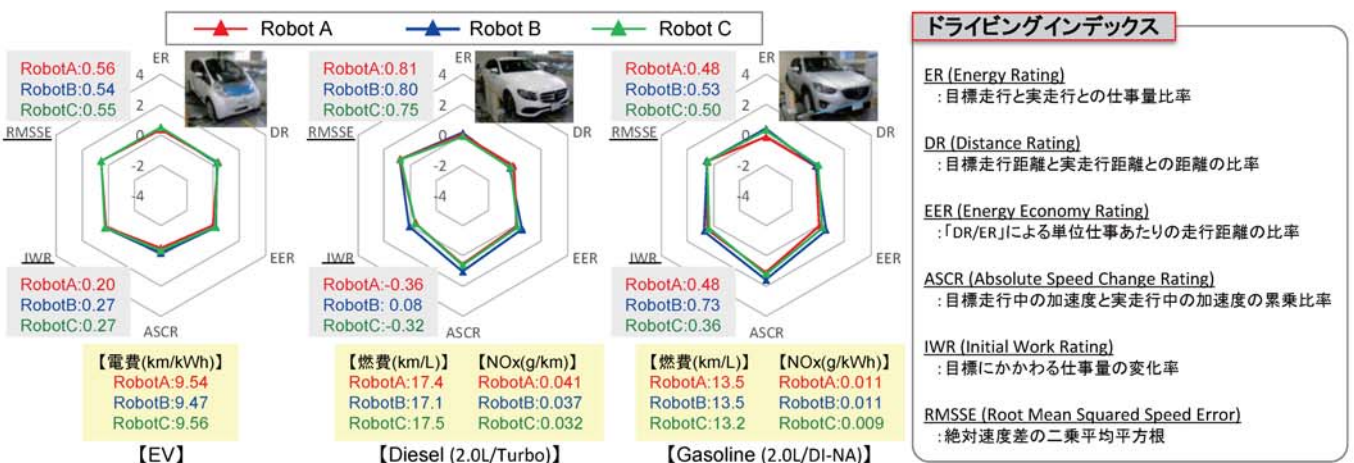 Robot A
Robot B
Robot C
RobotA:0.56
RobotB:0.54
RobotC:0.55
ER
4
2
0
-2
-4
RMSSE
DR
IWR
EER
ASCR
RobotA:0.20
RobotB:0.27
RobotC:0.27
【電費(km/kWh)】
RobotA:9.54
RobotB:9.47
RobotC:9.56
【EV】
RobotA:0.81
RobotB:0.80
RobotC:0.75
ER
4
2
0
-2
-4
RMSSE
DR
IWR
EER
ASCR
RobotA:-0.36
RobotB: 0.08
RobotC:-0.32
【燃費(km/L)】
RobotA:17.4
RobotB:17.1
RobotC:17.5
【NOx(g/km)】
RobotA:0.041
RobotB:0.037
RobotC:0.032
【Diesel (2.0L/Turbo)】
RobotA:0.48
RobotB:0.53
RobotC:0.50
ER
4
2
0
-2
-4
RMSSE
DR
IWR
EER
ASCR
RobotA:0.48
RobotB:0.73
RobotC:0.36
【燃費(km/L)】
RobotA:13.5
RobotB:13.5
RobotC:13.2
【NOx(g/kWh)】
RobotA:0.011
RobotB:0.011
RobotC:0.009
【Gasoline (2.0L/DI-NA)】
ドライビングインデックス
ER (Energy Rating)
:目標走行と実走行との仕事量比率
DR (Distance Rating)
:目標走行距離と実走行距離との距離の比率
EER (Energy Economy Rating)
:「DR/ER」による単位仕事あたりの走行距離の比率
ASCR (Absolute Speed Change Rating)
:目標走行中の加速度と実走行中の加速度の累乗比率
IWR (Initial Work Rating)
:目標にかかわる仕事量の変化率
RMSSE (Root Mean Squared Speed Error)
:絶対速度差の二乗平均平方根